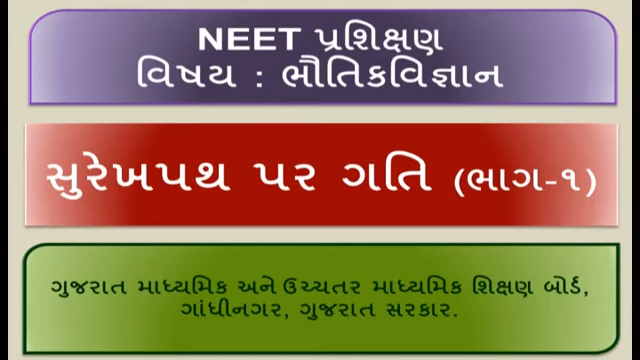 NEET પ્રશિક્ષણ
વિષય : ભૌતિકવિજ્ઞાન
સુરેખપથ પર ગતિ (ભાગ-૧)
ગુજરાત માધ્યમિક અને ઉચ્ચતર માધ્યમિક શિક્ષણ બોર્ડ,
ગાંધીનગર, ગુજરાત સરકાર.